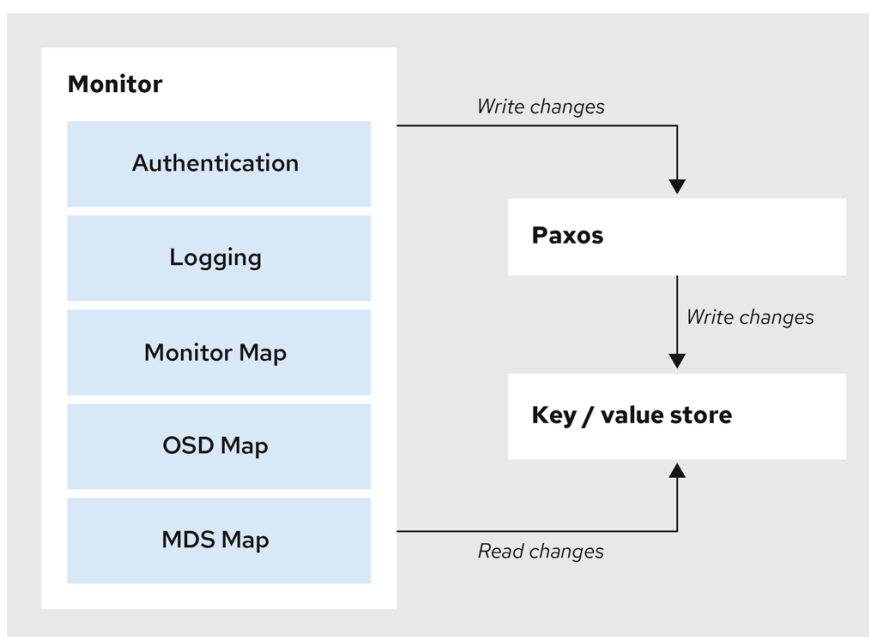 Monitor
Authentication
Logging
Monitor Map
OSD Map
MDS Map
Write changes
Paxos
Write changes
Key / value store
Read changes